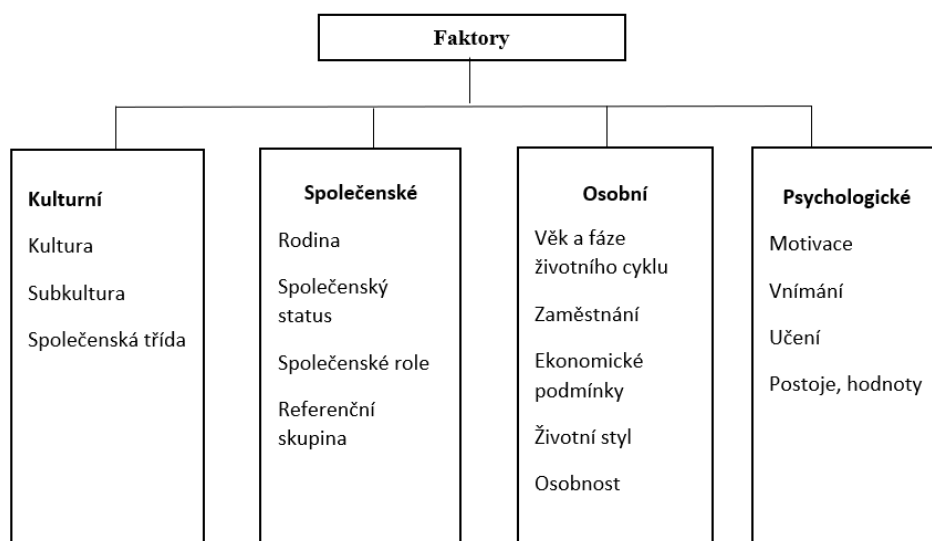 Faktory
Kulturní
Kultura
Subkultura
Společenská třída
Společenské
Rodina
Společenský
status
Společenské role
Referenční
skupina
Osobní
Věk a fáze
životního cyklu
Zaměstnání
Ekonomické
podmínky
Životní styl
Osobnost
Psychologické
Motivace
Vnímání
Učení
Postoje, hodnoty